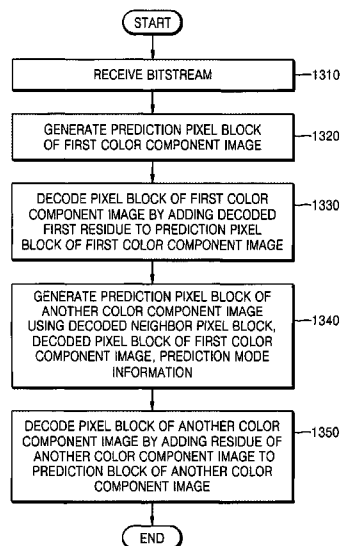 START
RECEIVE BITSTREAM
1310
GENERATE PREDICTION PIXEL BLOCK
OF FIRST COLOR COMPONENT IMAGE
1320
DECODE PIXEL BLOCK OF FIRST COLOR
COMPONENT IMAGE BY ADDING DECODED
FIRST RESIDUE TO PREDICTION PIXEL
BLOCK OF FIRST COLOR COMPONENT IMAGE
1330
GENERATE PREDICTION PIXEL BLOCK OF
ANOTHER COLOR COMPONENT IMAGE
USING DECODED NEIGHBOR PIXEL BLOCK,
DECODED PIXEL BLOCK OF FIRST COLOR
COMPONENT IMAGE, PREDICTION MODE
INFORMATION
1340
DECODE PIXEL BLOCK OF ANOTHER COLOR
COMPONENT IMAGE BY ADDING RESIDUE OF
ANOTHER COLOR COMPONENT IMAGE TO
PREDICTION BLOCK OF ANOTHER COLOR
COMPONENT IMAGE
1350
END